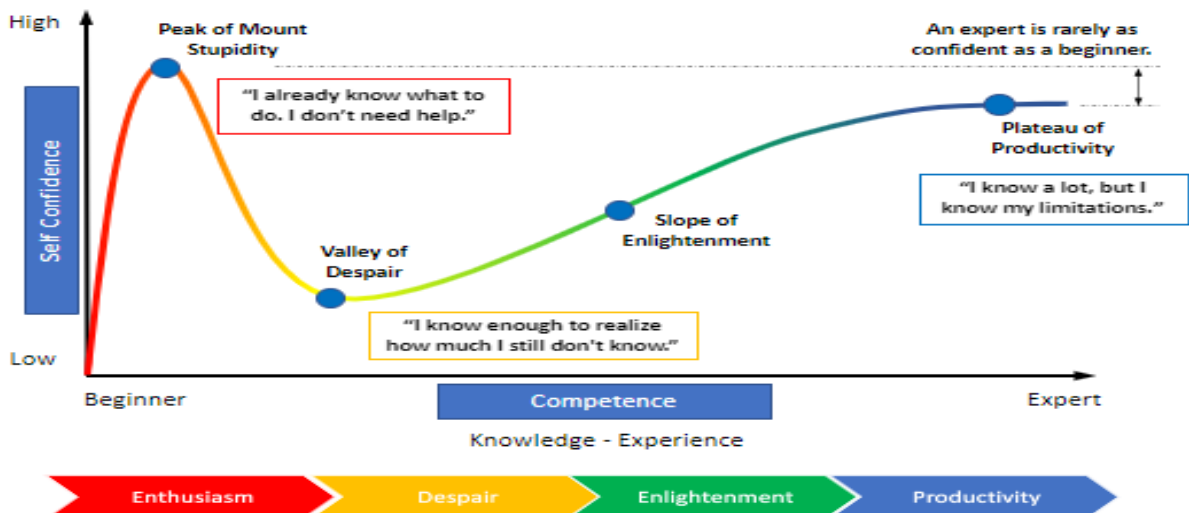 High
Peak of Mount
Stupidity
An expert is rarely as
confident as a beginner.
"I already know what to
do. I don't need help."
Plateau of
Productivity
Self Confidence
"I know a lot, but I
know my limitations."
Slope of
Enlightenment
Valley of
Despair
"I know enough to realize
how much I still don't know."
Low
Beginner
Competence
Expert
Knowledge - Experience
Enthusiasm
Despair
Enlightenment
Productivity